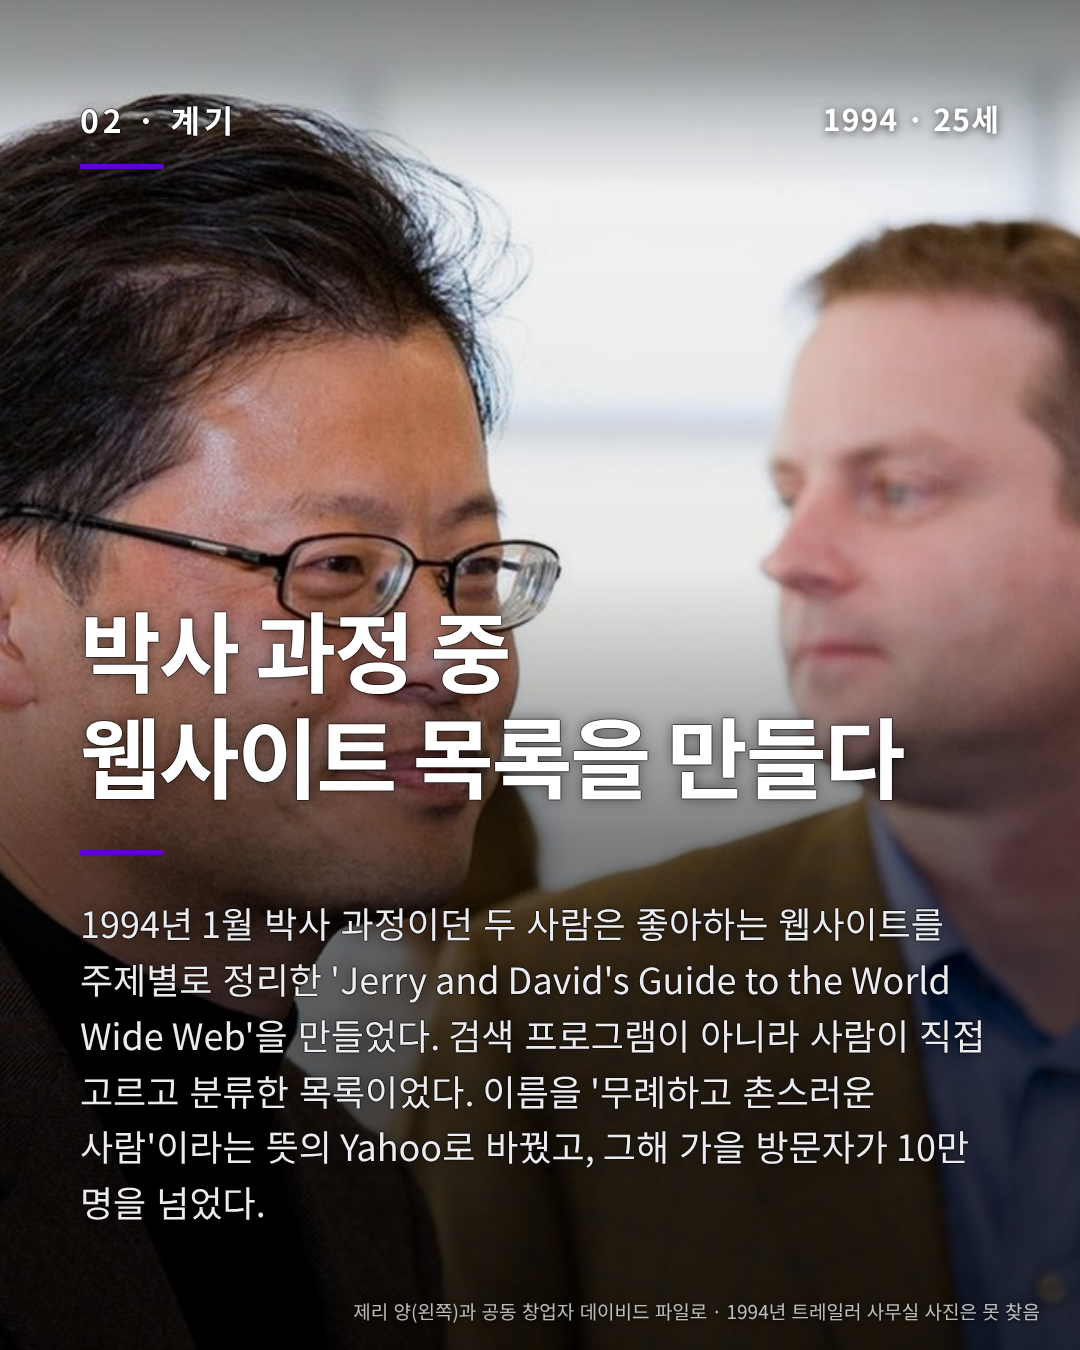 02 · 계기
1994 · 25세
박사 과정 중
웹사이트 목록을 만들다
1994년 1월 박사 과정이던 두 사람은 좋아하는 웹사이트를
주제별로 정리한 'Jerry and David's Guide to the World
Wide Web'을 만들었다. 검색 프로그램이 아니라 사람이 직접
고르고 분류한 목록이었다. 이름을 '무례하고 촌스러운
사람'이라는 뜻의 Yahoo로 바꿨고, 그해 가을 방문자가 10만
명을 넘었다.
제리 양(왼쪽)과 공동 창업자 데이비드 파일로 · 1994년 트레일러 사무실 사진은 못 찾음